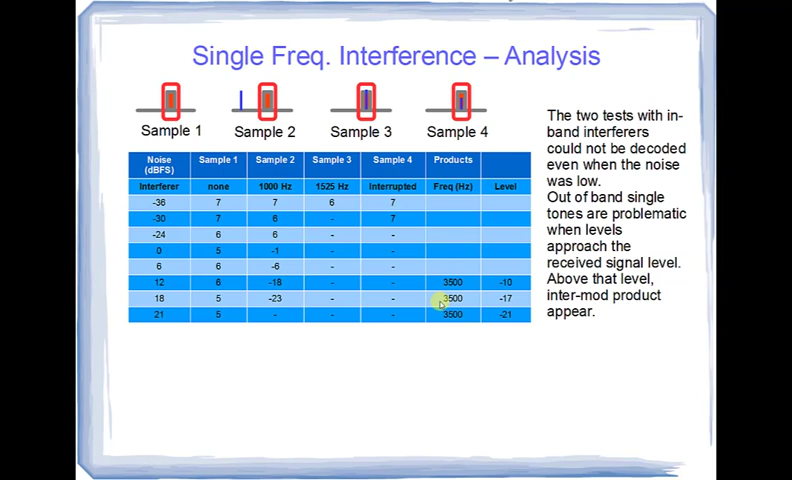 Single Freq. Interference – Analysis
Sample 1 Sample 2 Sample 3 Sample 4
Noise (dBFS) Sample 1 Sample 2 Sample 3 Sample 4 Products
Interferer none 1000 Hz 1525 Hz Interrupted Freq (Hz) Level
-36 7 7 6 7
-30 7 6 - 7
-24 6 6 - -
0 5 -1 - -
6 6 -6 - -
12 6 -18 - - 3500 -10
18 5 -23 - - 3500 -17
21 5 - - - 3500 -21
The two tests with in-
band interferers
could not be decoded
even when the noise
was low.
Out of band single
tones are problematic
when levels
approach the
received signal level.
Above that level,
inter-mod product
appear.